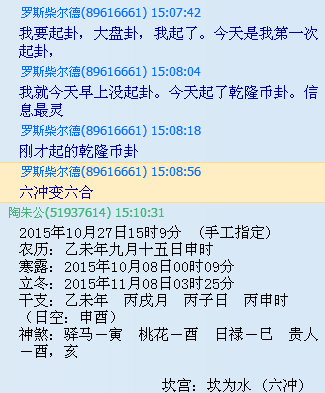 罗斯柴尔德(89616661) 15:07:42
我要起卦，大盘卦，我起了。今天是我第一次
起卦，
罗斯柴尔德(89616661) 15:08:04
我就今天早上没起卦。今天起了乾隆币卦。信
息最灵
罗斯柴尔德(89616661) 15:08:18
刚才起的乾隆币卦
罗斯柴尔德(89616661) 15:08:56
六冲变六合
陶朱公(51937614) 15:10:31
2015年10月27日15时9分 （手工指定）
农历：乙未年九月十五日申时
寒露：2015年10月08日00时09分
立冬：2015年11月08日03时25分
干支：乙未年 丙戌月 丙子日 丙申时
（日空：申酉）
神煞：驿马－寅 桃花－酉 日禄－巳 贵人
－酉，亥
坎宫：坎为水（六冲）